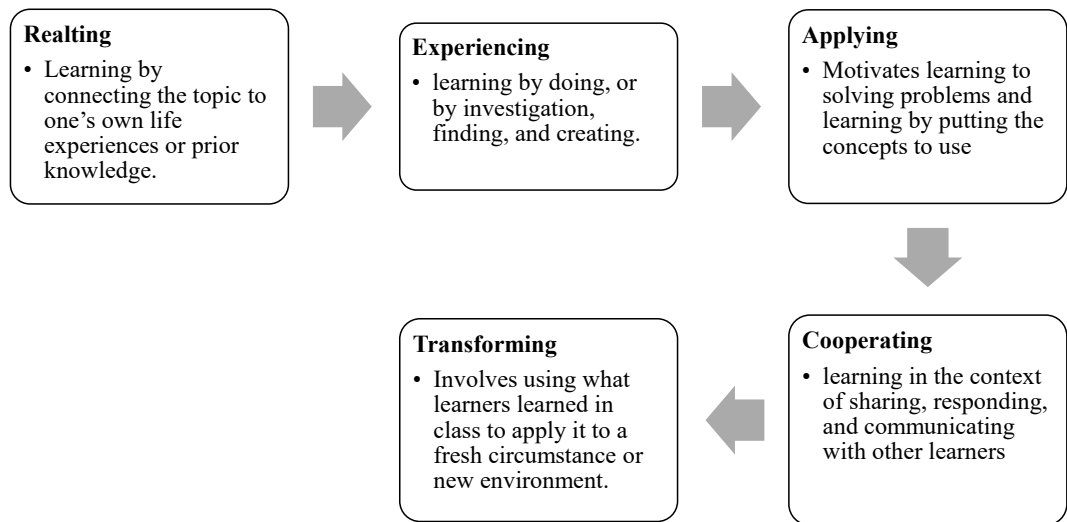 Realting
• Learning by
connecting the topic to
one’s own life
experiences or prior
knowledge.
Experiencing
• learning by doing, or
by investigation,
finding, and creating.
Applying
• Motivates learning to
solving problems and
learning by putting the
concepts to use
Cooperating
• learning in the context
of sharing, responding,
and communicating
with other learners
Transforming
• Involves using what
learners learned in
class to apply it to a
fresh circumstance or
new environment.